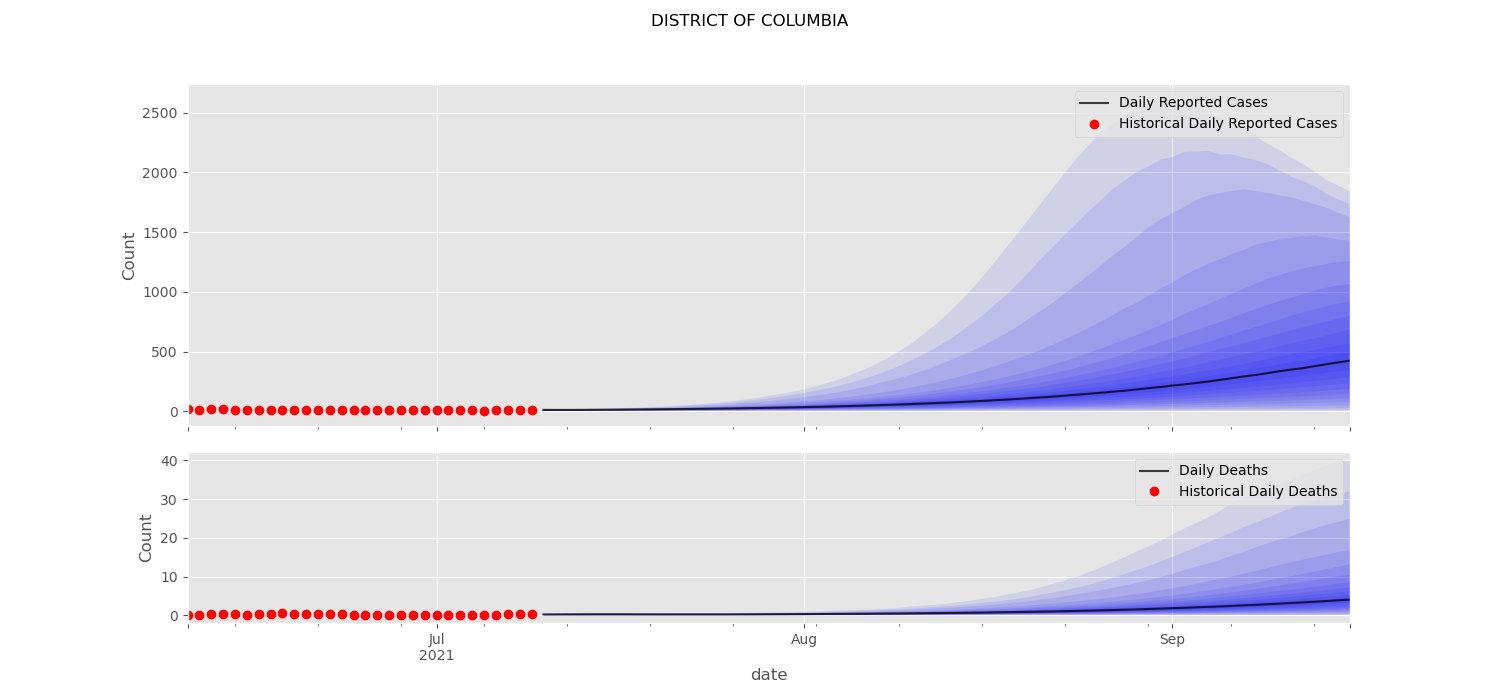 DISTRICT OF COLUMBIA
2500
2000
1500
1000
500
0
Count
Daily Reported Cases
Historical Daily Reported Cases
40
30
20
10
0
Count
Daily Deaths
Historical Daily Deaths
Jul
2021
Aug
Sep
date